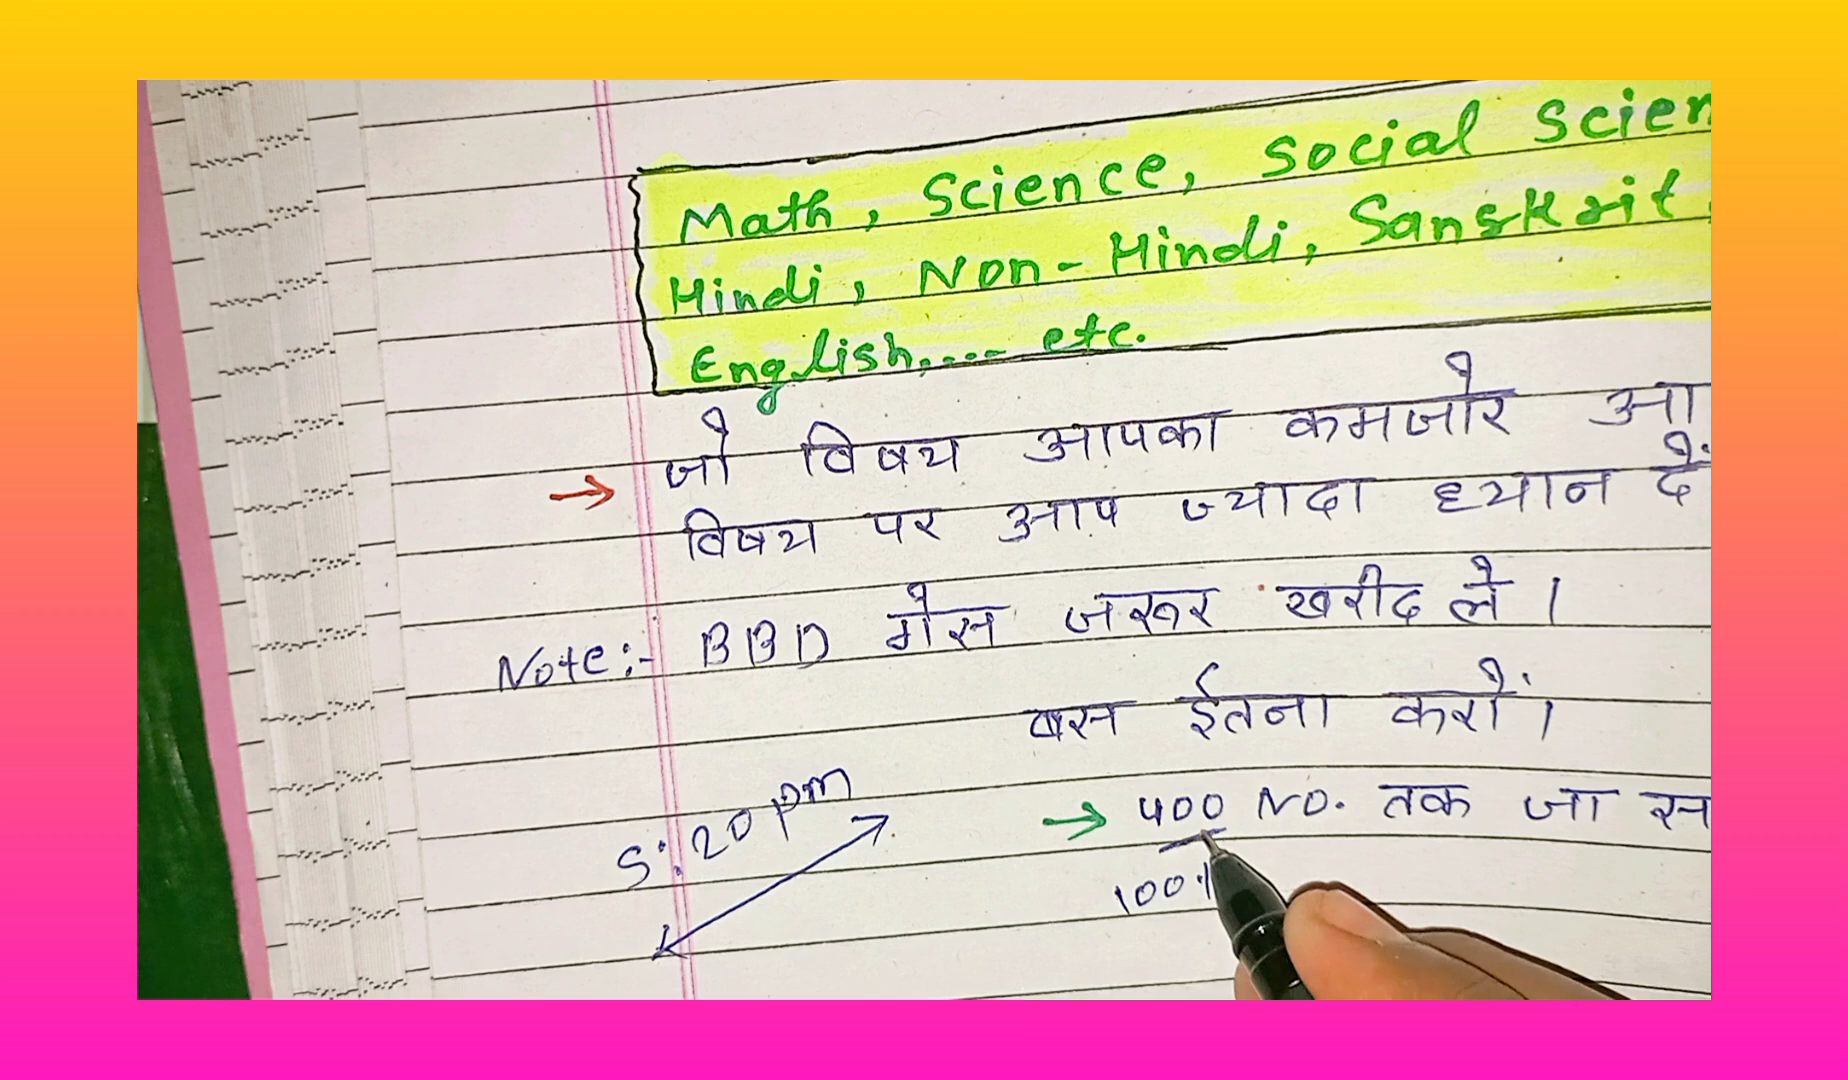 Math, Science, Social Scien
Hindi, Non-Hindi, Sanskrit,
English,.... etc.
→ जो विषय आपका कमजोर आ
विषय पर आप ज्यादा ध्यान दें
Note:- BBD गेस जरूर खरीद ले।
बस ईतना करों।
5:20 pm
→ 400 NO. तक जा स
100%